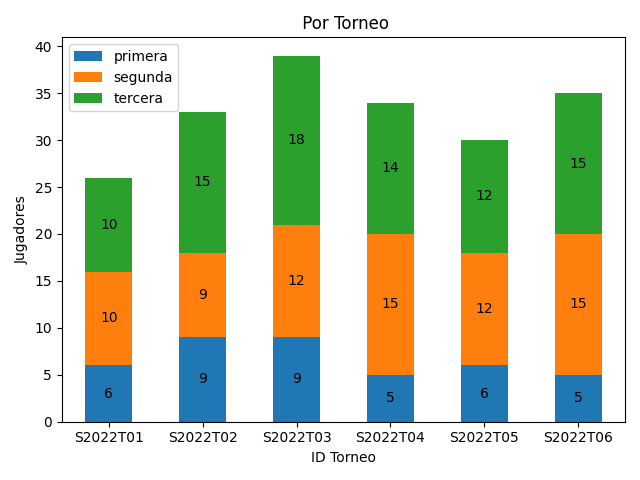 Por Torneo
primera
segunda
tercera
Jugadores
40
35
30
25
20
15
10
5
0
10 15 18 14 12 15
10 9 12 15 12 15
6 9 9 5 6 5
S2022T01 S2022T02 S2022T03 S2022T04 S2022T05 S2022T06
ID Torneo